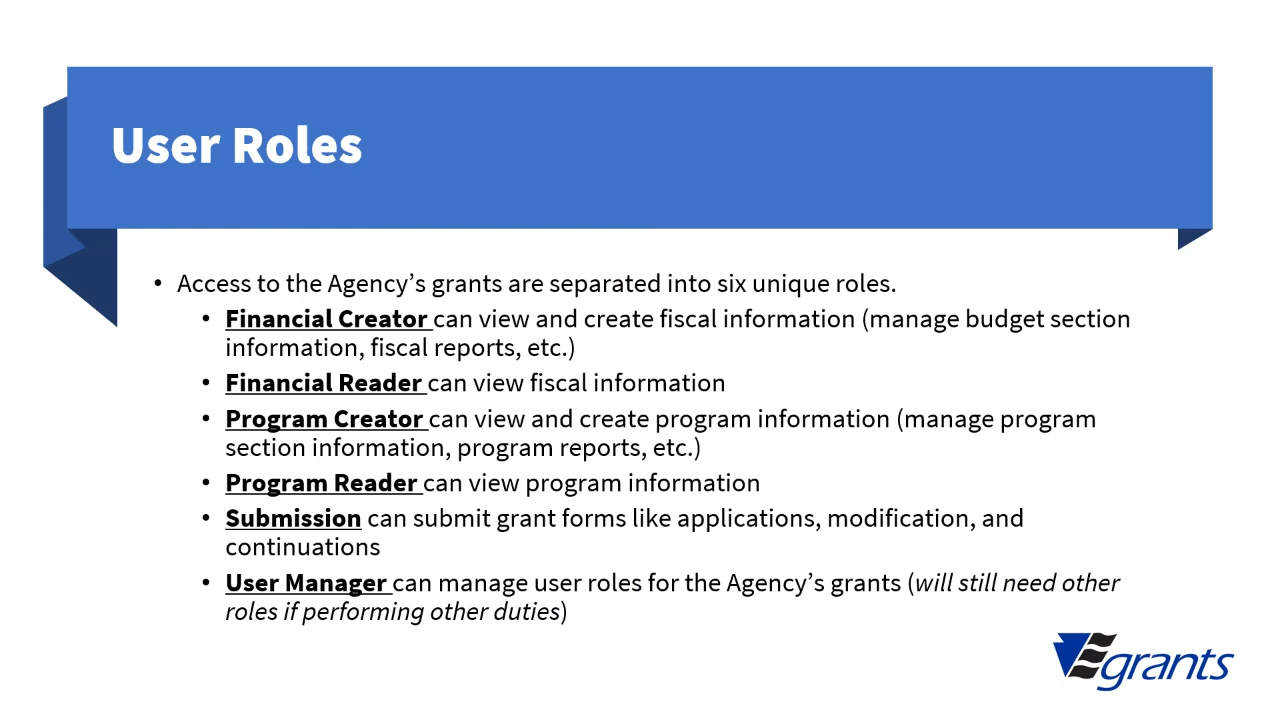 User Roles
• Access to the Agency’s grants are separated into six unique roles.
• Financial Creator can view and create fiscal information (manage budget section
information, fiscal reports, etc.)
• Financial Reader can view fiscal information
• Program Creator can view and create program information (manage program
section information, program reports, etc.)
• Program Reader can view program information
• Submission can submit grant forms like applications, modification, and
continuations
• User Manager can manage user roles for the Agency’s grants (will still need other
roles if performing other duties)
Egrants